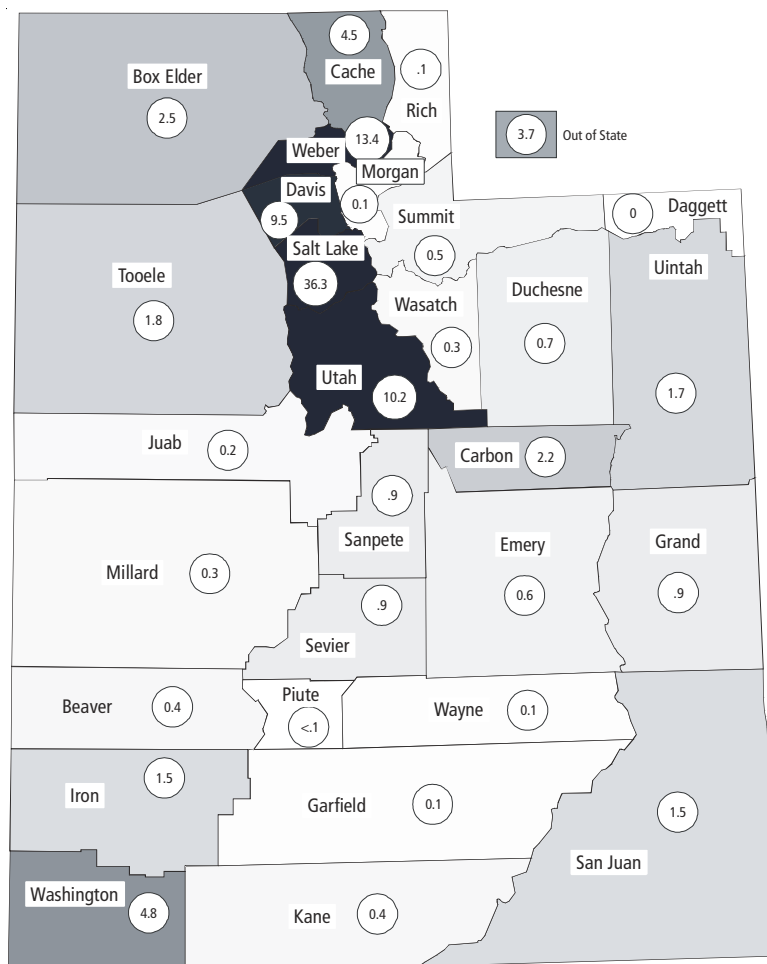 4.5
Cache
.1
Rich
Box Elder
2.5
3.7 Out of State
13.4
Weber
Morgan
0.1
Davis
9.5
Summit
0.5
0 Daggett
Salt Lake
36.3
Uintah
1.7
Tooele
1.8
Wasatch
0.3
Duchesne
0.7
Utah
10.2
Juab 0.2
Carbon 2.2
.9
Sanpete
Millard 0.3
Emery
0.6
Grand
.9
.9
Sevier
Beaver 0.4
Piute
<.1
Wayne 0.1
Iron
1.5
Garfield 0.1
1.5
San Juan
Washington
4.8
Kane 0.4